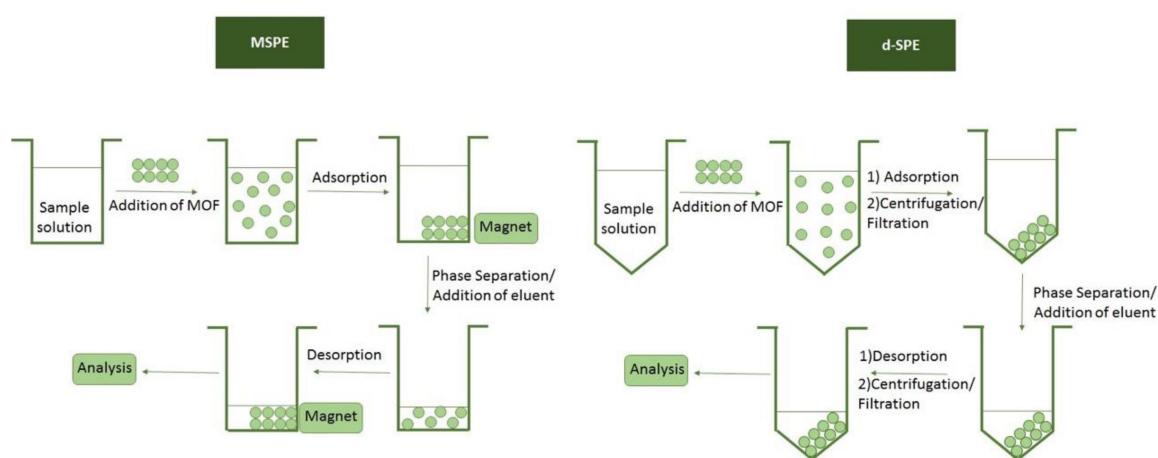 MSPE
Sample
solution
Addition of MOF
Adsorption
Magnet
Phase Separation/
Addition of eluent
Desorption
Magnet
Analysis
d-SPE
Sample
solution
Addition of MOF
1) Adsorption
2)Centrifugation/
Filtration
Phase Separation/
Addition of eluent
1)Desorption
2)Centrifugation/
Filtration
Analysis